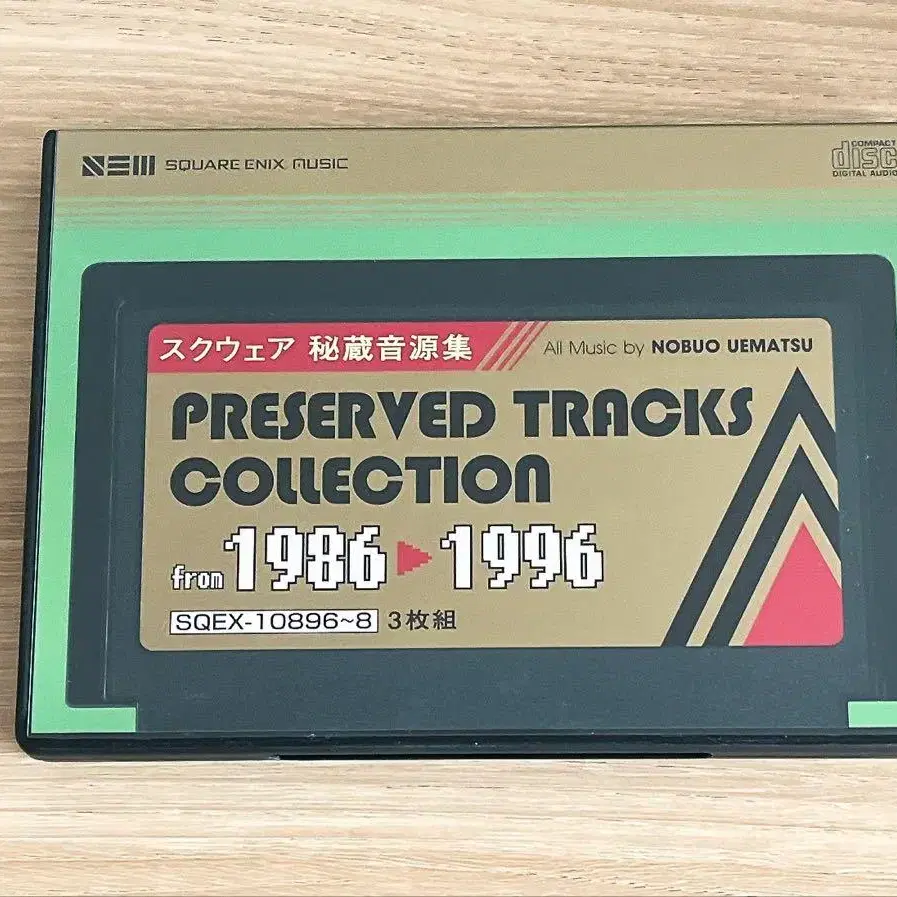 SQUARE ENIX MUSIC
COMPACT
disc
DIGITAL AUDIO
スクウェア 秘蔵音源集
All Music by NOBUO UEMATSU
PRESERVED TRACKS
COLLECTION
from 1986 ▶ 1996
SQEX-10896~8 3枚組